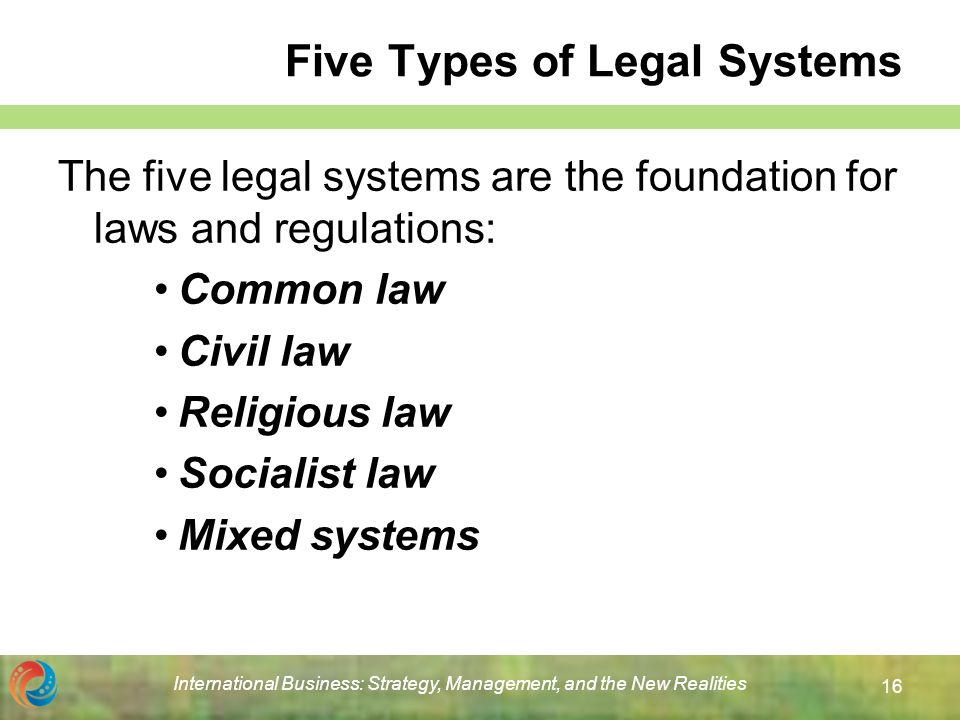 Five Types of Legal Systems
The five legal systems are the foundation for
laws and regulations:
• Common law
• Civil law
• Religious law
• Socialist law
• Mixed systems
International Business: Strategy, Management, and the New Realities
16